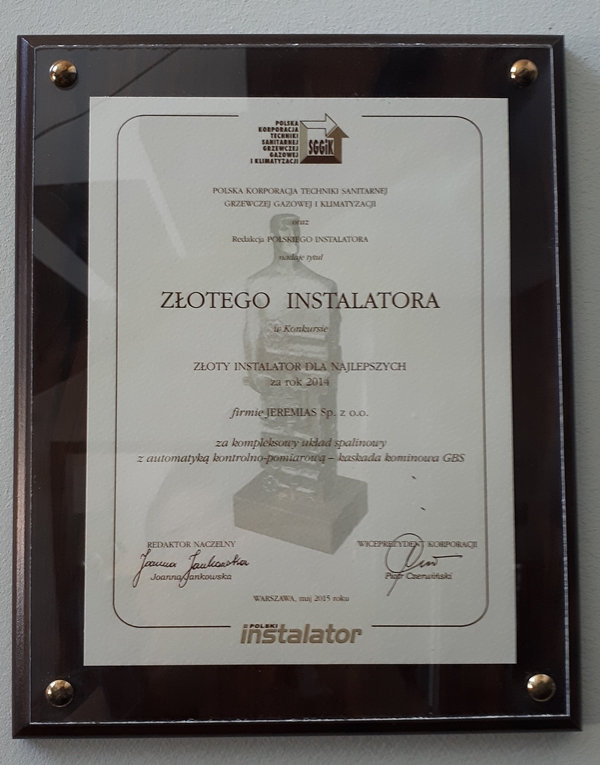 POLSKA
KORPORACJA
TECHNIKI
SANITARNEJ
GRZEWCZEJ
GAZOWEJ
I KLIMATYZACJI
SGGiK
POLSKA KORPORACJA TECHNIKI SANITARNEJ
GRZEWCZEJ GAZOWEJ I KLIMATYZACJI
oraz
Redakcja POLSKIEGO INSTALATORA
nadaje tytuł
ZŁOTEGO INSTALATORA
w Konkursie
ZŁOTY INSTALATOR DLA NAJLEPSZYCH
za rok 2014
firmie JEREMIAS Sp. z o.o.
za kompleksowy układ spalinowy
z automatyką kontrolno-pomiarową – kaskada kominowa GBS
REDAKTOR NACZELNY
Joanna Jankowska
Joanna Jankowska
WICEPREZYDENT KORPORACJI
Piotr Czerwiński
WARSZAWA, maj 2015 roku
POLSKI
instalator